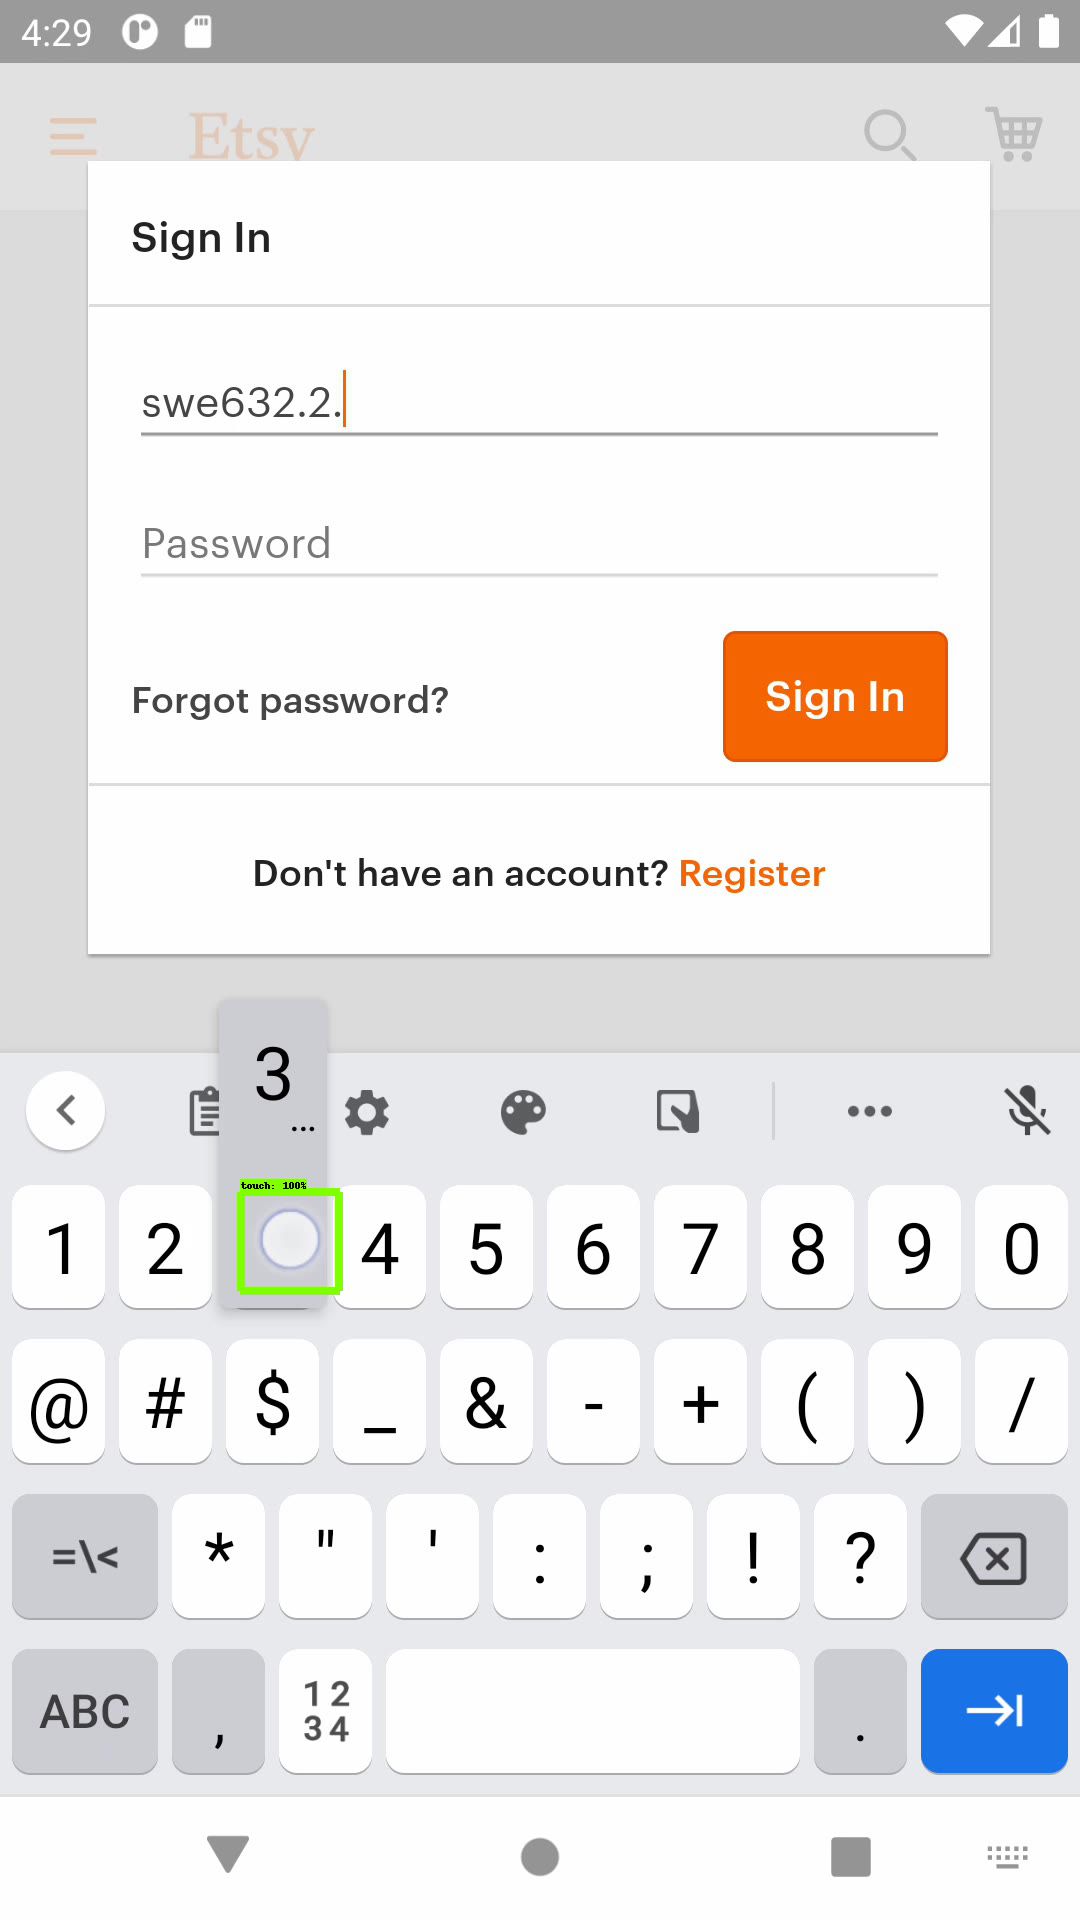 4:29
Etsy
Sign In
swe632.2.
Password
Forgot password?
Sign In
Don't have an account? Register
3
...
touch: 100%
1 2 4 5 6 7 8 9 0
@ # $ _ & - + ( ) /
=\< * " ' : ; ! ?
ABC , 12 .
34